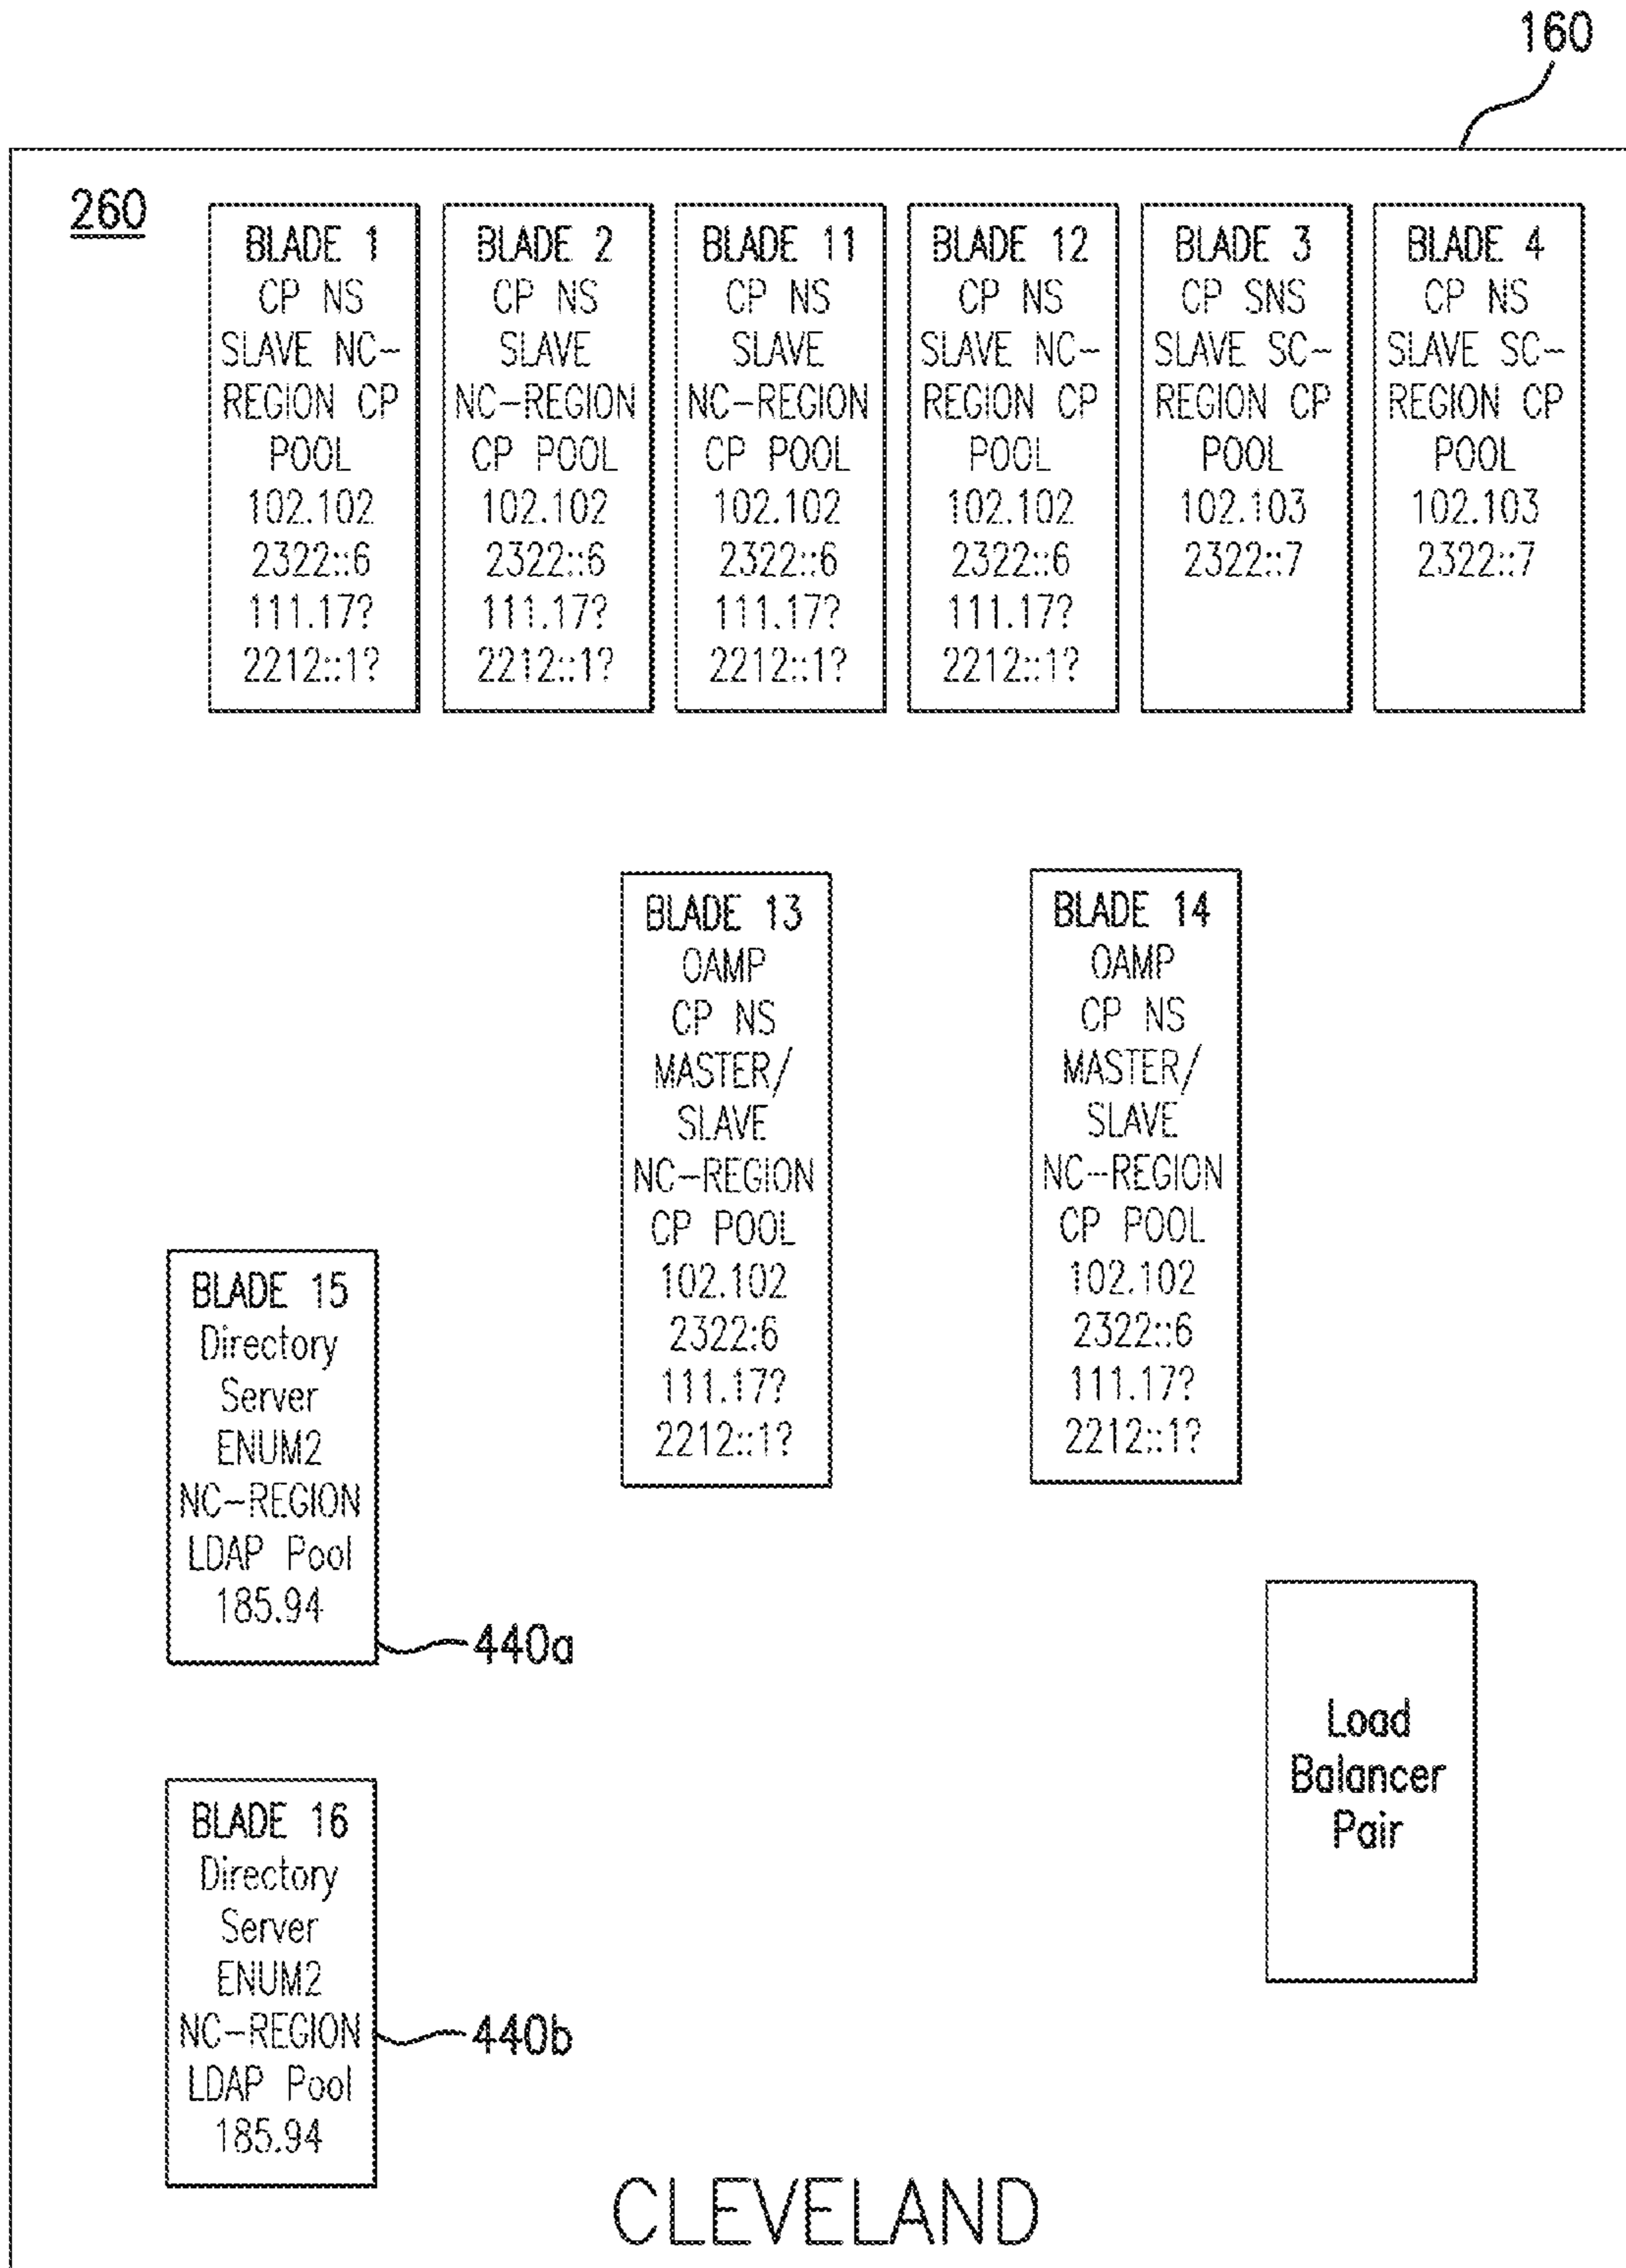 160
260
BLADE 1
CP NS
SLAVE NC-
REGION CP
POOL
102.102
2322::6
111.17?
2212::1?
BLADE 2
CP NS
SLAVE
NC-REGION
CP POOL
102.102
2322::6
111.17?
2212::1?
BLADE 11
CP NS
SLAVE
NC-REGION
CP POOL
102.102
2322::6
111.17?
2212::1?
BLADE 12
CP NS
SLAVE NC-
REGION CP
POOL
102.102
2322::6
111.17?
2212::1?
BLADE 3
CP SNS
SLAVE SC-
REGION CP
POOL
102.103
2322::7
BLADE 4
CP NS
SLAVE SC-
REGION CP
POOL
102.103
2322::7
BLADE 13
OAMP
CP NS
MASTER/
SLAVE
NC-REGION
CP POOL
102.102
2322:6
111.17?
2212::1?
BLADE 14
OAMP
CP NS
MASTER/
SLAVE
NC-REGION
CP POOL
102.102
2322::6
111.17?
2212::1?
BLADE 15
Directory
Server
ENUM2
NC-REGION
LDAP Pool
185.94
440a
Load
Balancer
Pair
BLADE 16
Directory
Server
ENUM2
NC-REGION
LDAP Pool
185.94
440b
CLEVELAND